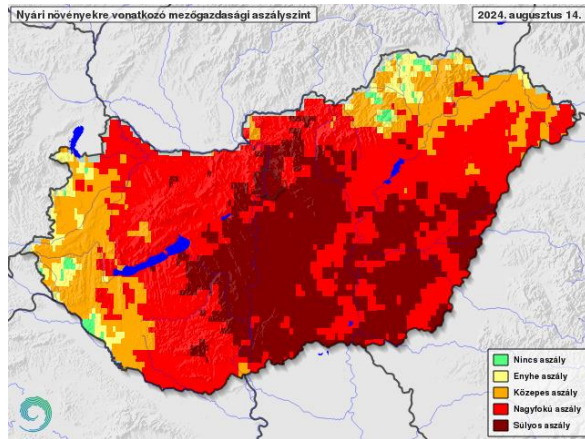 Nyári növényekre vonatkozó mezőgazdasági aszályszint
2024. augusztus 14.
Nincs aszály
Enyhe aszály
Közepes aszály
Nagyfokú aszály
Súlyos aszály